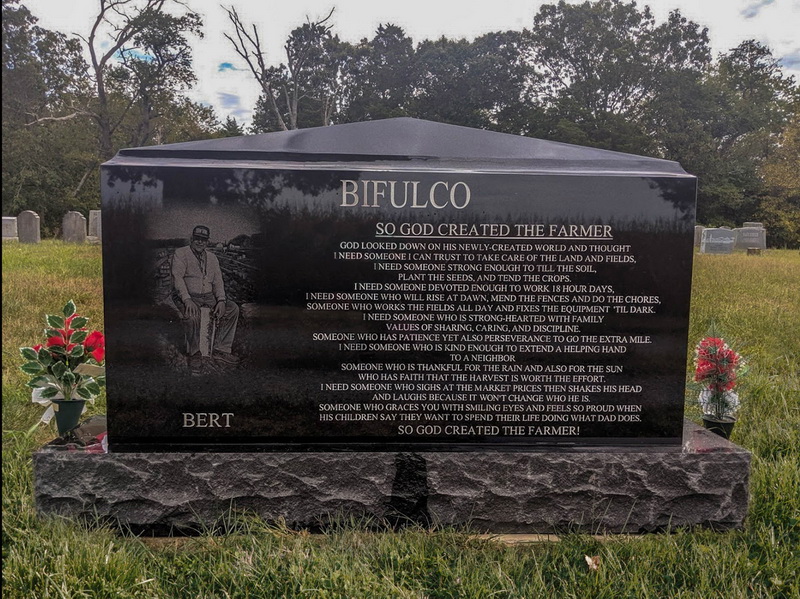 BIFULCO
SO GOD CREATED THE FARMER
GOD LOOKED DOWN ON HIS NEWLY-CREATED WORLD AND THOUGHT
I NEED SOMEONE I CAN TRUST TO TAKE CARE OF THE LAND AND FIELDS,
I NEED SOMEONE STRONG ENOUGH TO TILL THE SOIL,
PLANT THE SEEDS, AND TEND THE CROPS.
I NEED SOMEONE DEVOTED ENOUGH TO WORK 18 HOUR DAYS,
I NEED SOMEONE WHO WILL RISE AT DAWN, MEND THE FENCES AND DO THE CHORES,
SOMEONE WHO WORKS THE FIELDS ALL DAY AND FIXES THE EQUIPMENT 'TIL DARK.
I NEED SOMEONE WHO IS STRONG-HEARTED WITH FAMILY
VALUES OF SHARING, CARING, AND DISCIPLINE.
SOMEONE WHO HAS PATIENCE YET ALSO PERSEVERANCE TO GO THE EXTRA MILE.
I NEED SOMEONE WHO IS KIND ENOUGH TO EXTEND A HELPING HAND
TO A NEIGHBOR
SOMEONE WHO IS THANKFUL FOR THE RAIN AND ALSO FOR THE SUN
WHO HAS FAITH THAT THE HARVEST IS WORTH THE EFFORT.
I NEED SOMEONE WHO SIGHS AT THE MARKET PRICES THEN SHAKES HIS HEAD
AND LAUGHS BECAUSE IT WON'T CHANGE WHO HE IS.
SOMEONE WHO GRACES YOU WITH SMILING EYES AND FEELS SO PROUD WHEN
HIS CHILDREN SAY THEY WANT TO SPEND THEIR LIFE DOING WHAT DAD DOES.
SO GOD CREATED THE FARMER!
BERT